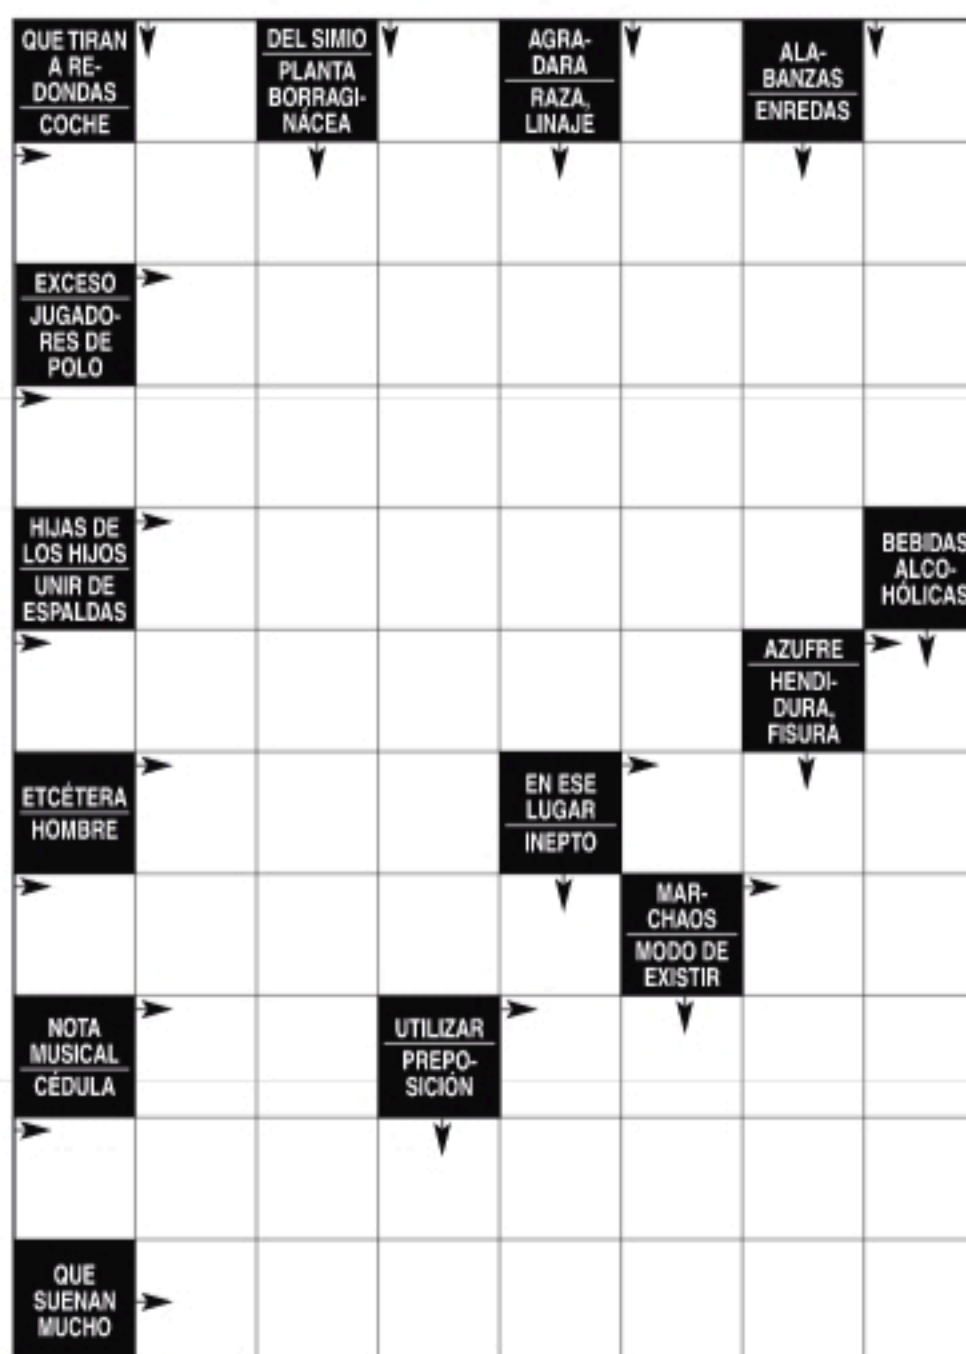 QUE TIRAN
A RE-
DONDAS
COCHE
DEL SIMIO
PLANTA
BORRAGI-
NÁCEA
AGRA-
DARA
RAZA,
LINAJE
ALA-
BANZAS
ENREDAS
EXCESO
JUGADO-
RES DE
POLO
HIJAS DE
LOS HIJOS
UNIR DE
ESPALDAS
BEBIDAS
ALCO-
HÓLICAS
AZUFRE
HENDI-
DURA,
FISURA
ETCÉTERA
HOMBRE
EN ESE
LUGAR
INEPTO
MAR-
CHAOS
MODO DE
EXISTIR
NOTA
MUSICAL
CÉDULA
UTILIZAR
PREPO-
SICIÓN
QUE
SUENAN
MUCHO